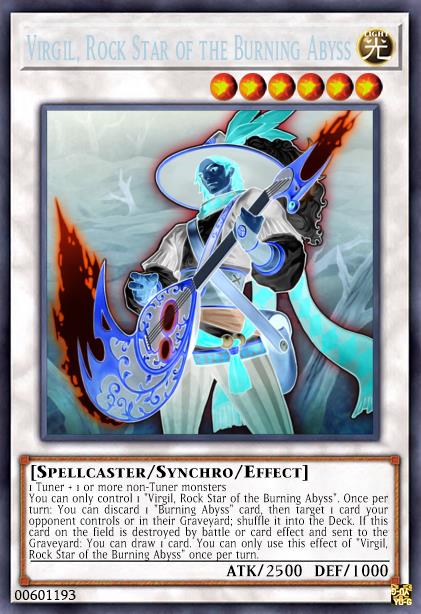 Virgil, Rock Star of the Burning Abyss
LIGHT
光
[Spellcaster/Synchro/Effect]
1 Tuner + 1 or more non-Tuner monsters
You can only control 1 "Virgil, Rock Star of the Burning Abyss". Once per
turn: You can discard 1 "Burning Abyss" card, then target 1 card your
opponent controls or in their Graveyard; shuffle it into the Deck. If this
card on the field is destroyed by battle or card effect and sent to the
Graveyard: You can draw 1 card. You can only use this effect of "Virgil,
Rock Star of the Burning Abyss" once per turn.
ATK/2500 DEF/1000
00601193